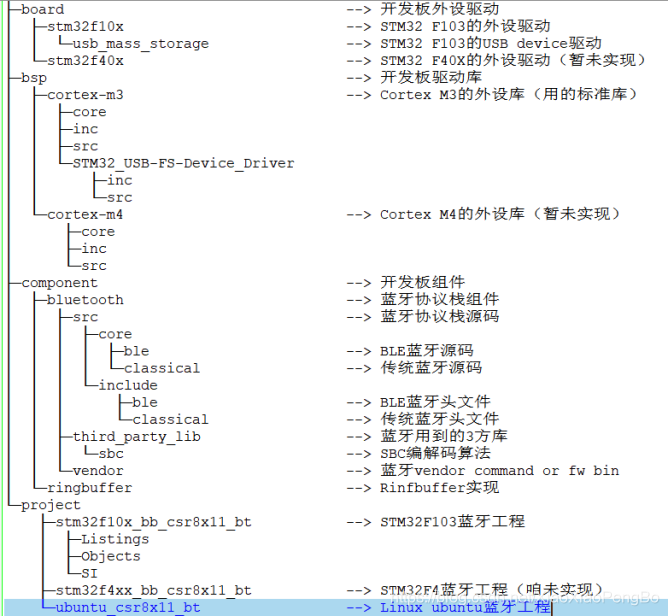 ├─board --> 开发板外设驱动
│ ├─stm32f10x --> STM32 F103的外设驱动
│ │ └─usb_mass_storage --> STM32 F103的USB device驱动
│ └─stm32f40x --> STM32 F40X的外设驱动（暂未实现）
├─bsp --> 开发板驱动库
│ ├─cortex-m3 --> Cortex M3的外设库（用的标准库）
│ │ ├─core
│ │ ├─inc
│ │ ├─src
│ │ └─STM32_USB-FS-Device_Driver
│ │ ├─inc
│ │ └─src
│ └─cortex-m4 --> Cortex M4的外设库（暂未实现）
│ ├─core
│ ├─inc
│ └─src
├─component --> 开发板组件
│ ├─bluetooth --> 蓝牙协议栈组件
│ │ ├─src --> 蓝牙协议栈源码
│ │ │ ├─core
│ │ │ │ ├─ble --> BLE蓝牙源码
│ │ │ │ └─classical --> 传统蓝牙源码
│ │ │ └─include
│ │ │ ├─ble --> BLE蓝牙头文件
│ │ │ └─classical --> 传统蓝牙头文件
│ │ ├─third_party_lib --> 蓝牙用到的3方库
│ │ │ └─sbc --> SBC编解码算法
│ │ └─vendor --> 蓝牙vendor command or fw bin
│ └─ringbuffer --> Rinfbuffer实现
└─project
├─stm32f10x_bb_csr8x11_bt --> STM32F103蓝牙工程
│ ├─Listings
│ ├─Objects
│ └─SI
├─stm32f4xx_bb_csr8x11_bt --> STM32F4蓝牙工程（咱未实现）
└─ubuntu_csr8x11_bt --> Linux ubuntu蓝牙工程